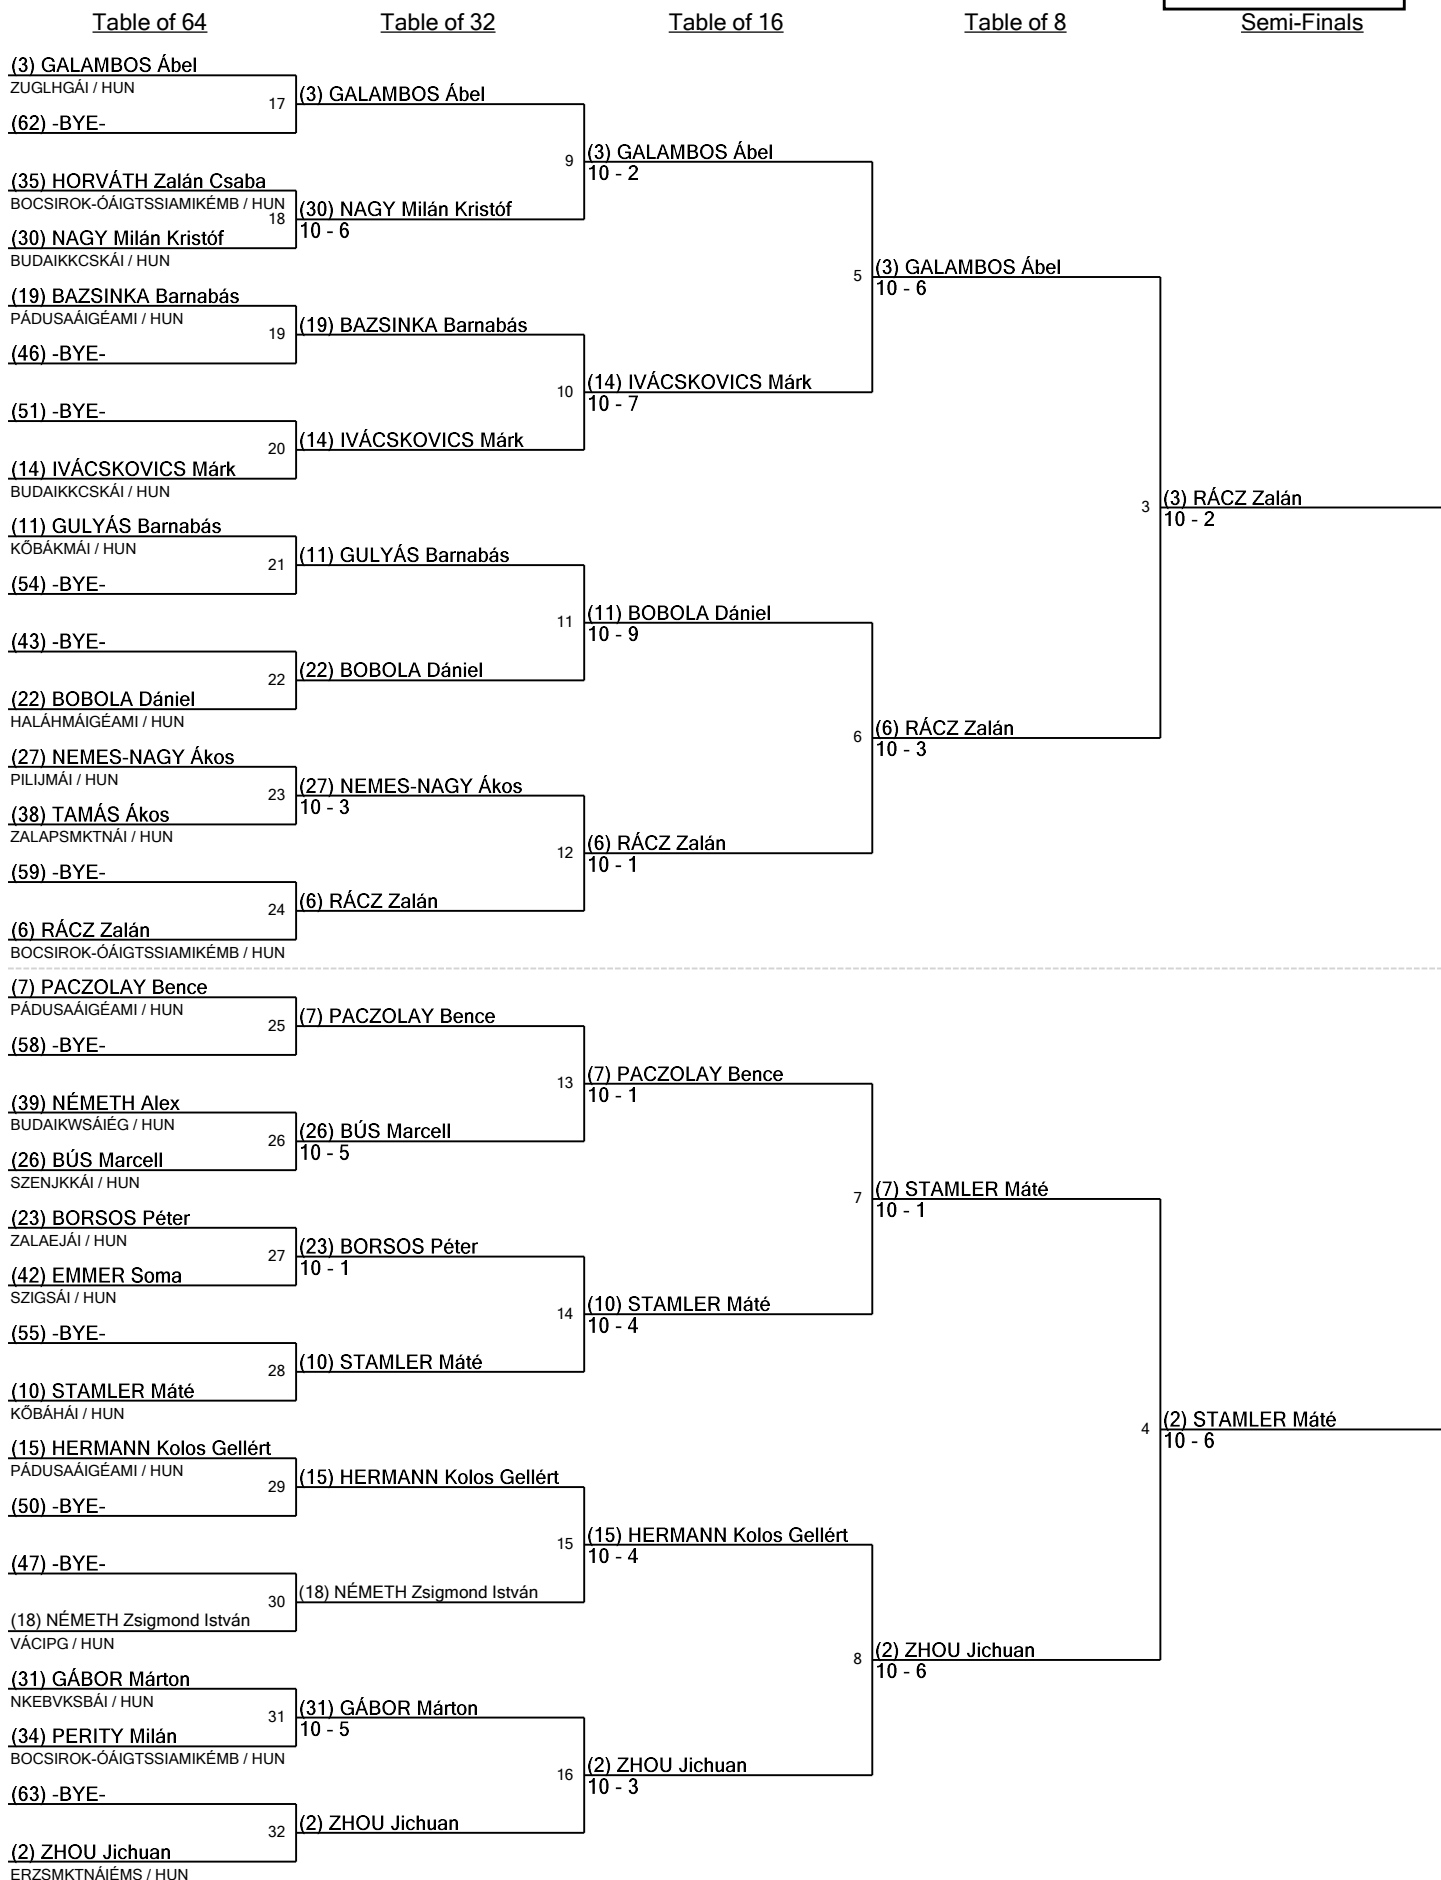 Table of 64
Table of 32
Table of 16
Table of 8
Semi-Finals
(3) GALAMBOS Ábel
ZUGLHGÁI / HUN
17
(62) -BYE-
(35) HORVÁTH Zalán Csaba
BOCSIROK-ÓÁIGTSSIAMIKÉMB / HUN
18
(30) NAGY Milán Kristóf
BUDAIKKCSKÁI / HUN
(19) BAZSINKA Barnabás
PÁDUSAÁIGÉAMI / HUN
19
(46) -BYE-
(51) -BYE-
20
(14) IVÁCSKOVICS Márk
BUDAIKKCSKÁI / HUN
(11) GULYÁS Barnabás
KŐBÁKMÁI / HUN
21
(54) -BYE-
(43) -BYE-
22
(22) BOBOLA Dániel
HALÁHMÁIGÉAMI / HUN
(27) NEMES-NAGY Ákos
PILIJMÁI / HUN
23
(38) TAMÁS Ákos
ZALAPSMKTNÁI / HUN
(59) -BYE-
24
(6) RÁCZ Zalán
BOCSIROK-ÓÁIGTSSIAMIKÉMB / HUN
(7) PACZOLAY Bence
PÁDUSAÁIGÉAMI / HUN
25
(58) -BYE-
(39) NÉMETH Alex
BUDAIKWSÁIÉG / HUN
26
(26) BÚS Marcell
SZENJKKÁI / HUN
(23) BORSOS Péter
ZALAEJÁI / HUN
27
(42) EMMER Soma
SZIGSÁI / HUN
(55) -BYE-
28
(10) STAMLER Máté
KŐBÁHÁI / HUN
(15) HERMANN Kolos Gellért
PÁDUSAÁIGÉAMI / HUN
29
(50) -BYE-
(47) -BYE-
30
(18) NÉMETH Zsigmond István
VÁCIPG / HUN
(31) GÁBOR Márton
NKEBVKSBÁI / HUN
31
(34) PERITY Milán
BOCSIROK-ÓÁIGTSSIAMIKÉMB / HUN
(63) -BYE-
32
(2) ZHOU Jichuan
ERZSMKTNÁIÉMS / HUN
(3) GALAMBOS Ábel
9
(30) NAGY Milán Kristóf
10 - 6
(19) BAZSINKA Barnabás
10
(14) IVÁCSKOVICS Márk
(11) GULYÁS Barnabás
11
(22) BOBOLA Dániel
(27) NEMES-NAGY Ákos
10 - 3
12
(6) RÁCZ Zalán
(7) PACZOLAY Bence
13
(26) BÚS Marcell
10 - 5
(23) BORSOS Péter
10 - 1
14
(10) STAMLER Máté
(15) HERMANN Kolos Gellért
15
(18) NÉMETH Zsigmond István
(31) GÁBOR Márton
10 - 5
16
(2) ZHOU Jichuan
(3) GALAMBOS Ábel
10 - 2
5
(14) IVÁCSKOVICS Márk
10 - 7
(11) BOBOLA Dániel
10 - 9
6
(6) RÁCZ Zalán
10 - 1
(7) PACZOLAY Bence
10 - 1
7
(10) STAMLER Máté
10 - 4
(15) HERMANN Kolos Gellért
10 - 4
8
(2) ZHOU Jichuan
10 - 3
(3) GALAMBOS Ábel
10 - 6
3
(6) RÁCZ Zalán
10 - 3
(7) STAMLER Máté
10 - 1
4
(2) ZHOU Jichuan
10 - 6
(3) RÁCZ Zalán
10 - 2
(2) STAMLER Máté
10 - 6